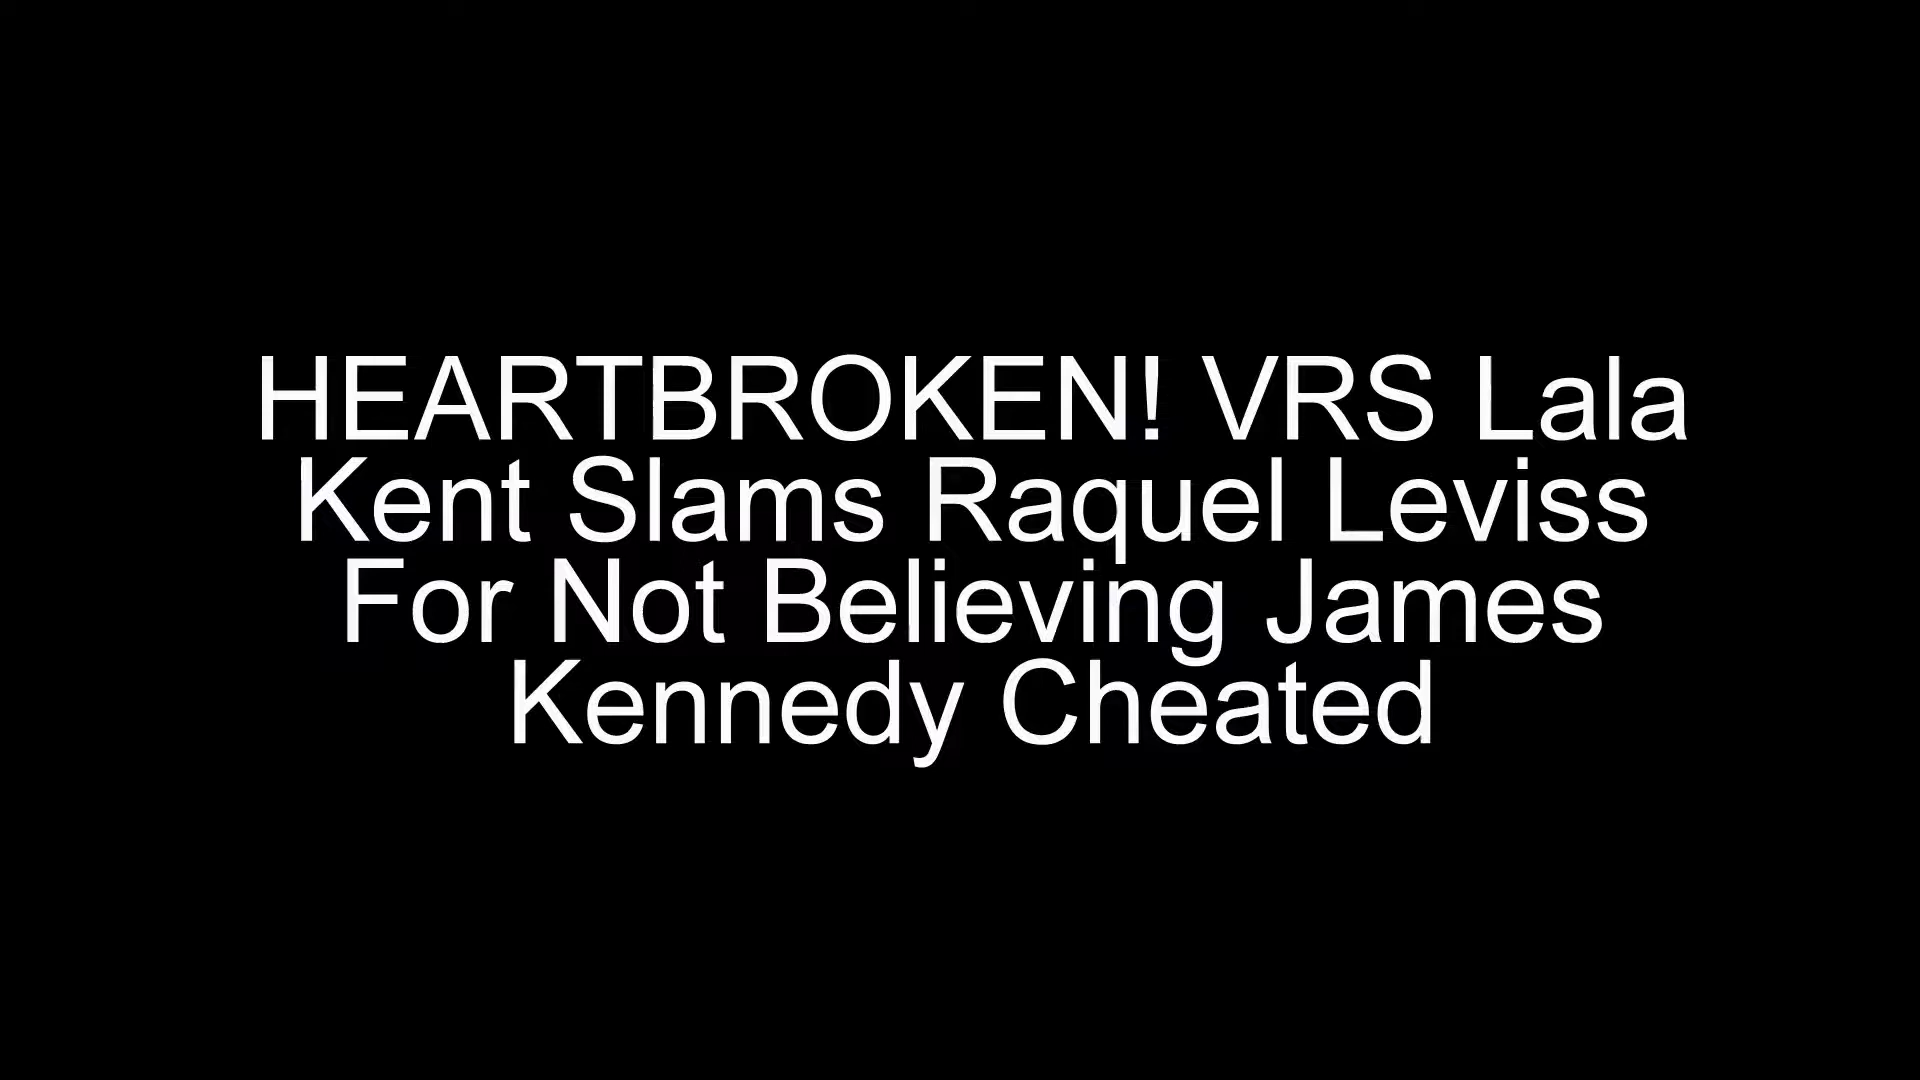 HEARTBROKEN! VRS Lala
Kent Slams Raquel Leviss
For Not Believing James
Kennedy Cheated